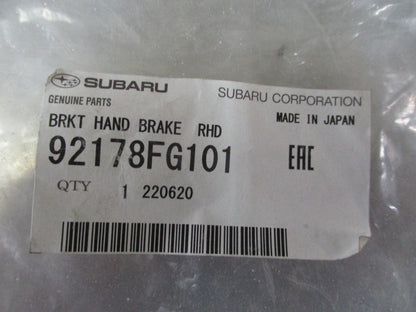 SUBARU
SUBARU CORPORATION
GENUINE PARTS
MADE IN JAPAN
BRKT HAND BRAKE RHD
92178FG101
EAC
QTY 1 220620